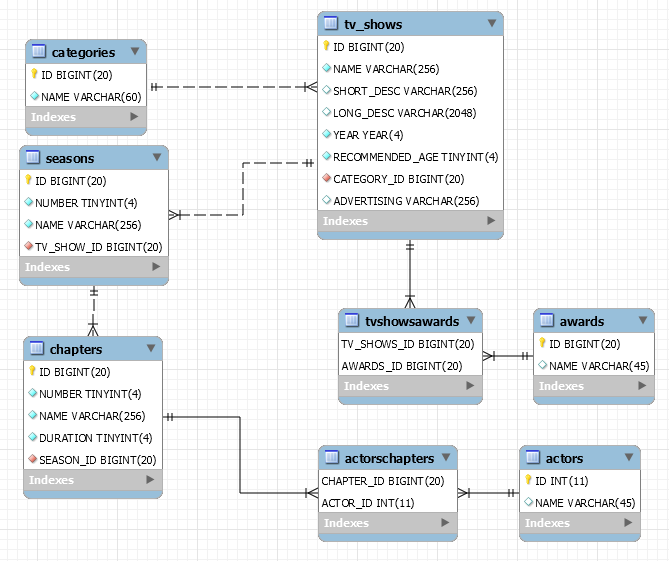 categories
ID BIGINT(20)
NAME VARCHAR(60)
Indexes
tv_shows
ID BIGINT(20)
NAME VARCHAR(256)
SHORT_DESC VARCHAR(256)
LONG_DESC VARCHAR(2048)
YEAR YEAR(4)
RECOMMENDED_AGE TINYINT(4)
CATEGORY_ID BIGINT(20)
ADVERTISING VARCHAR(256)
Indexes
seasons
ID BIGINT(20)
NUMBER TINYINT(4)
NAME VARCHAR(256)
TV_SHOW_ID BIGINT(20)
Indexes
tvshowsawards
TV_SHOWS_ID BIGINT(20)
AWARDS_ID BIGINT(20)
Indexes
awards
ID BIGINT(20)
NAME VARCHAR(45)
Indexes
chapters
ID BIGINT(20)
NUMBER TINYINT(4)
NAME VARCHAR(256)
DURATION TINYINT(4)
SEASON_ID BIGINT(20)
Indexes
actorschapters
CHAPTER_ID BIGINT(20)
ACTOR_ID INT(11)
Indexes
actors
ID INT(11)
NAME VARCHAR(45)
Indexes